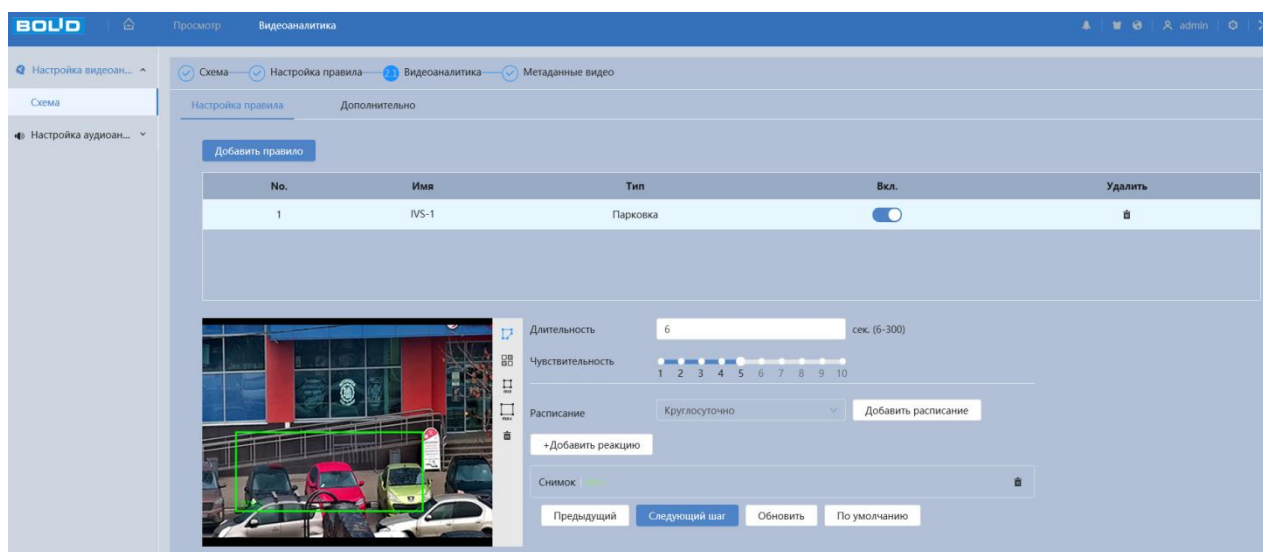 BOLID Просмотр Видеоаналитика admin
Настройка видеоан... Схема Настройка правила 2.1 Видеоаналитика Метаданные видео
Схема Настройка правила Дополнительно
Настройка аудиоан...
Добавить правило
No. Имя Тип Вкл. Удалить
1 IVS-1 Парковка
Длительность 6 сек. (6-300)
Чувствительность
1 2 3 4 5 6 7 8 9 10
Расписание Круглосуточно Добавить расписание
+Добавить реакцию
Снимок
Предыдущий Следующий шаг Обновить По умолчанию